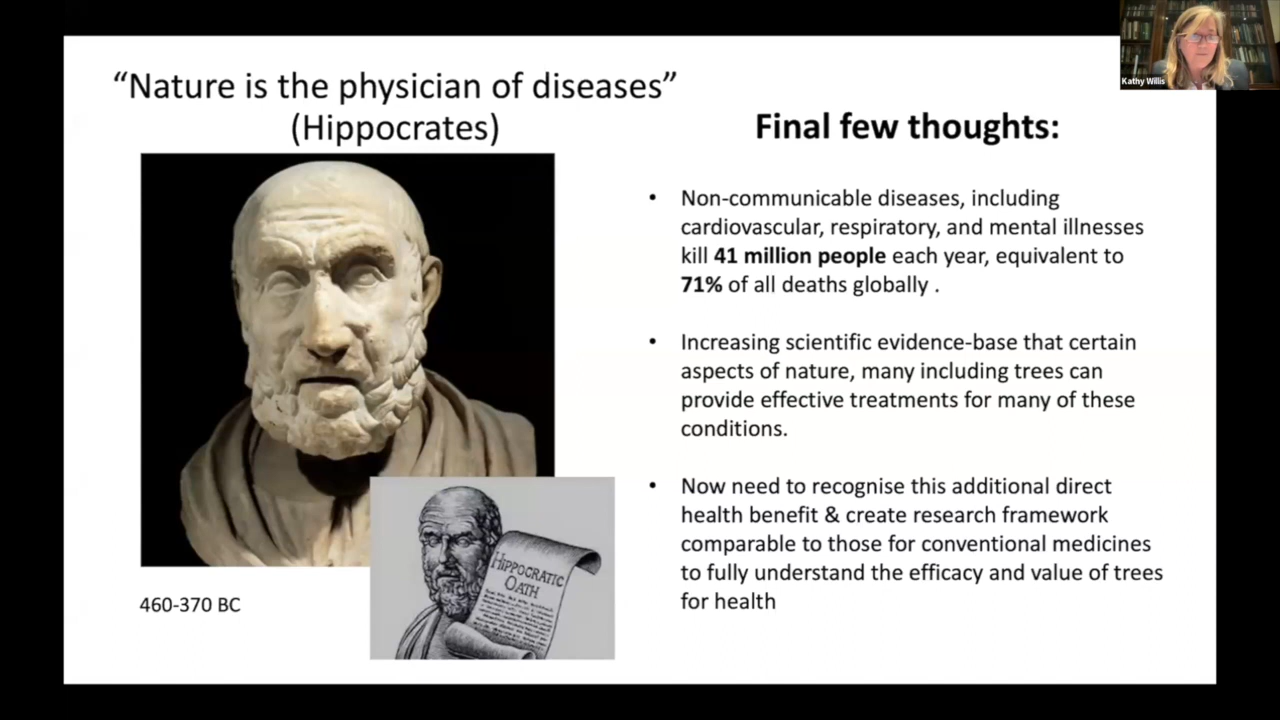 “Nature is the physician of diseases”
(Hippocrates)
Kathy Willis
Final few thoughts:
• Non-communicable diseases, including
cardiovascular, respiratory, and mental illnesses
kill 41 million people each year, equivalent to
71% of all deaths globally .
• Increasing scientific evidence-base that certain
aspects of nature, many including trees can
provide effective treatments for many of these
conditions.
• Now need to recognise this additional direct
health benefit & create research framework
comparable to those for conventional medicines
to fully understand the efficacy and value of trees
for health
HIPPOCRATIC
OATH
460-370 BC